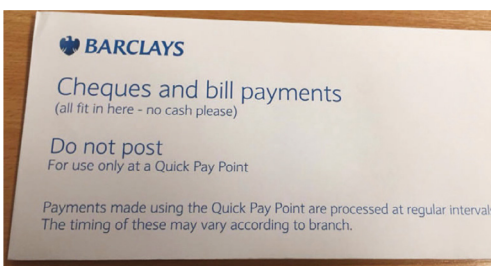 BARCLAYS
Cheques and bill payments
(all fit in here - no cash please)
Do not post
For use only at a Quick Pay Point
Payments made using the Quick Pay Point are processed at regular intervals
The timing of these may vary according to branch.